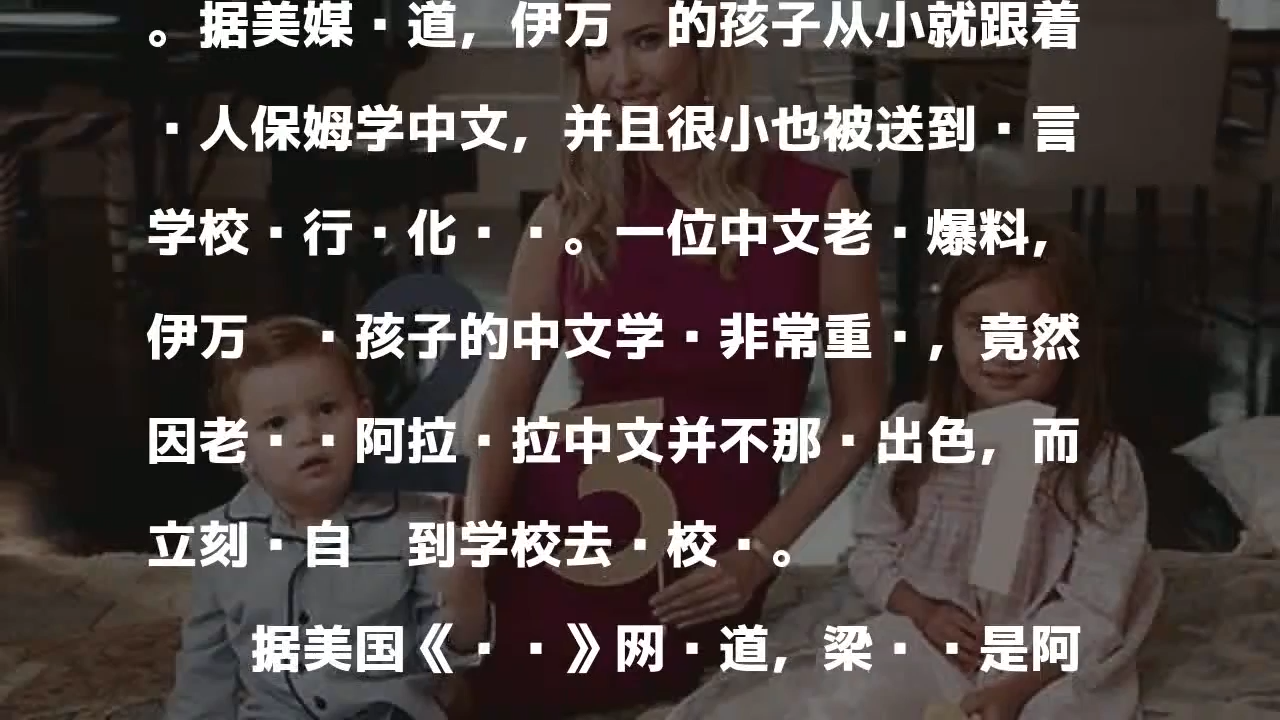 。据美媒·道，伊万　的孩子从小就跟着
·人保姆学中文，并且很小也被送到·言
学校·行·化··。一位中文老·爆料，
伊万　·孩子的中文学·非常重·，竟然
因老··阿拉·拉中文并不那·出色，而
立刻·自　到学校去·校·。
据美国《··》网·道，梁··是阿
2
3
1